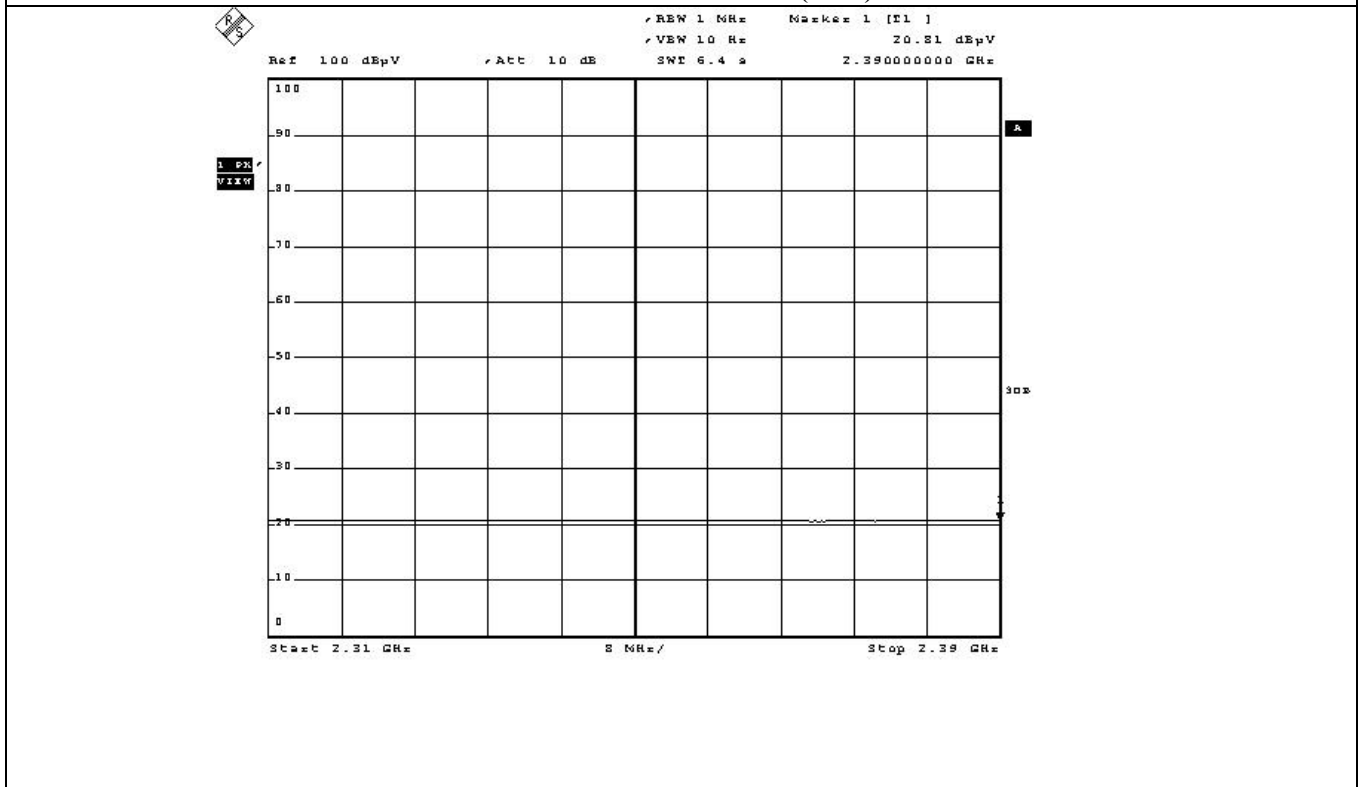 RBW 1 MHz
Marker 1 [T1 ]
VBW 10 Hz
20.81 dBµV
Ref 100 dBµV
Att 10 dB
SWT 6.4 s
2.390000000 GHz
100
90
A
1 PK
VIEW
80
70
60
50
40
30
1
20
10
0
Start 2.31 GHz
8 MHz/
Stop 2.39 GHz
R
S